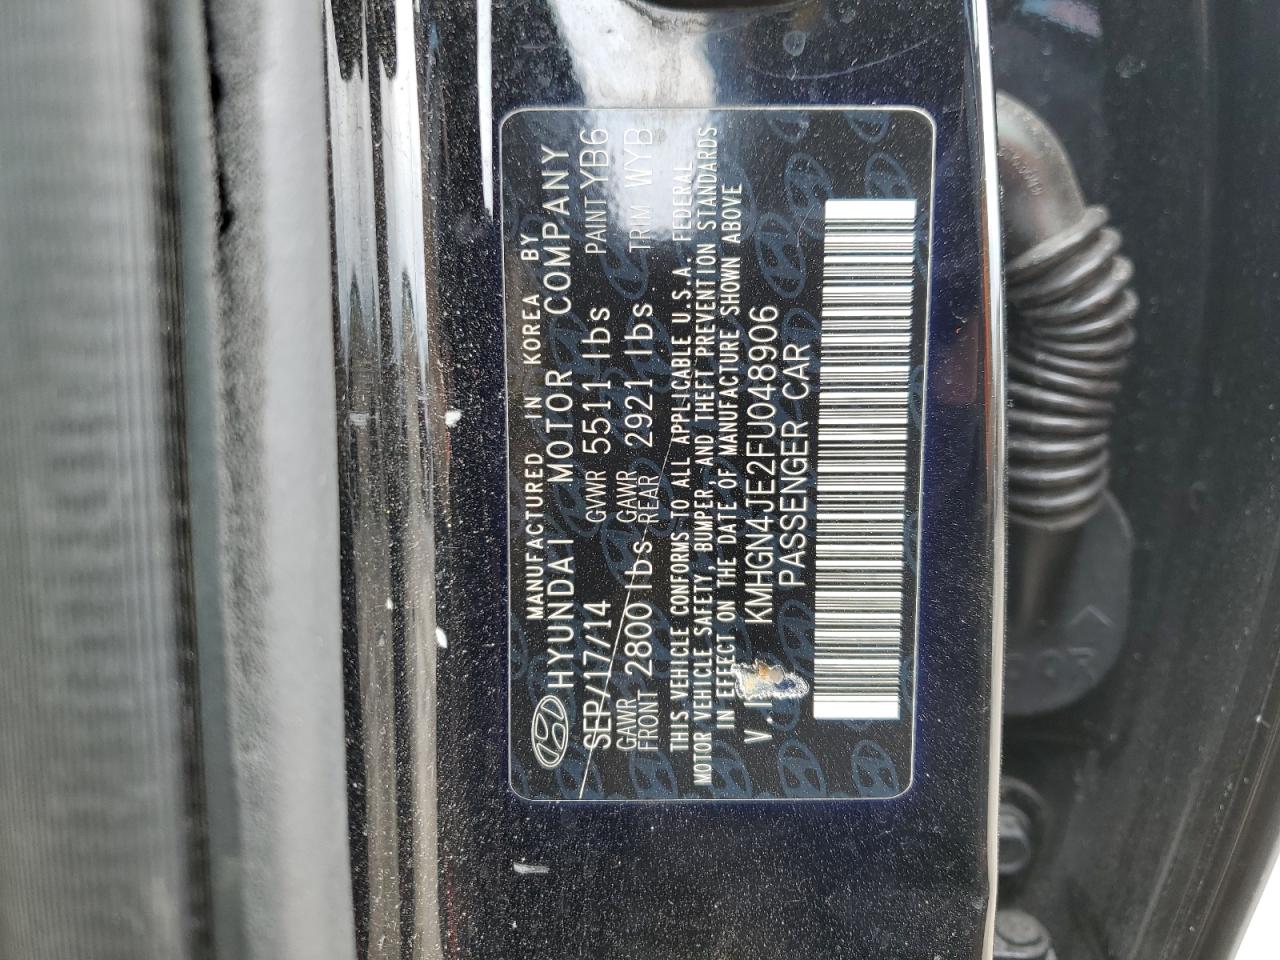 MANUFACTURED IN KOREA BY
HYUNDAI MOTOR COMPANY
SEP/17/14 GVWR 5511 lbs PAINT YB6
GAWR FRONT 2800 lbs GAWR REAR 2921 lbs TRIM WYB
THIS VEHICLE CONFORMS TO ALL APPLICABLE U.S.A. FEDERAL
MOTOR VEHICLE SAFETY, BUMPER, AND THEFT PREVENTION STANDARDS
IN EFFECT ON THE DATE OF MANUFACTURE SHOWN ABOVE
V.I KMHGN4JE2FU048906
PASSENGER CAR